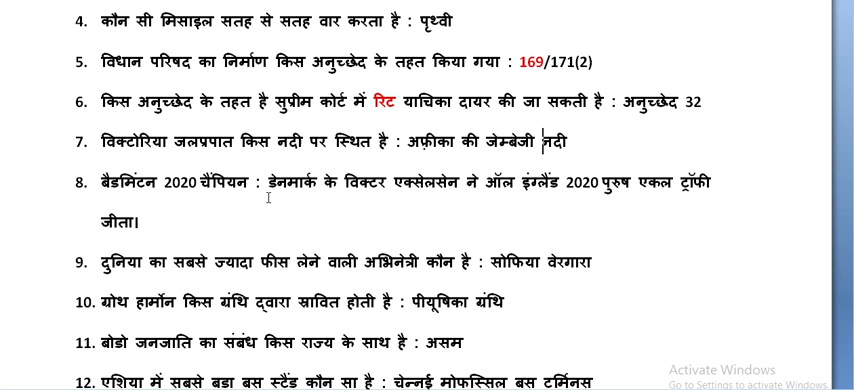 4. कौन सी मिसाइल सतह से सतह वार करता है : पृथ्वी
5. विधान परिषद का निर्माण किस अनुच्छेद के तहत किया गया : 169/171(2)
6. किस अनुच्छेद के तहत है सुप्रीम कोर्ट में रिट याचिका दायर की जा सकती है : अनुच्छेद 32
7. विक्टोरिया जलप्रपात किस नदी पर स्थित है : अफ्रीका की जेम्बेजी नदी
8. बैडमिंटन 2020 चैंपियन : डेनमार्क के विक्टर एक्सेलसेन ने ऑल इंग्लैंड 2020 पुरुष एकल ट्रॉफी
जीता।
9. दुनिया का सबसे ज्यादा फीस लेने वाली अभिनेत्री कौन है : सोफिया वेरगारा
10. ग्रोथ हार्मोन किस ग्रंथि द्वारा स्रावित होती है : पीयूषिका ग्रंथि
11. बोडो जनजाति का संबंध किस राज्य के साथ है : असम
12. एशिया में सबसे बड़ा बस स्टैंड कौन सा है : चेन्नई मोफस्सिल बस टर्मिनस
Activate Windows
Go to Settings to activate Windows.